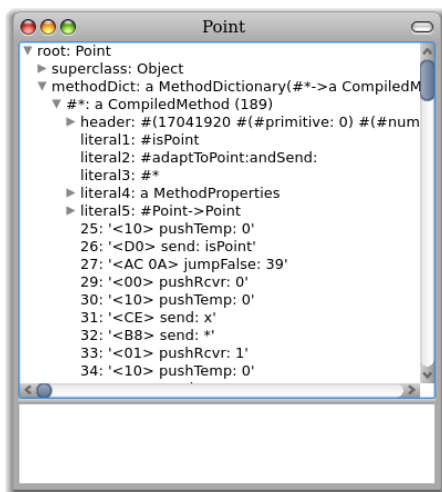 Point
root: Point
superclass: Object
methodDict: a MethodDictionary(#*->a CompiledM
#*: a CompiledMethod (189)
header: #(17041920 #(#primitive: 0) #(#num
literal1: #isPoint
literal2: #adaptToPoint:andSend:
literal3: #*
literal4: a MethodProperties
literal5: #Point->Point
25: '<10> pushTemp: 0'
26: '<D0> send: isPoint'
27: '<AC 0A> jumpFalse: 39'
29: '<00> pushRcvr: 0'
30: '<10> pushTemp: 0'
31: '<CE> send: x'
32: '<B8> send: *'
33: '<01> pushRcvr: 1'
34: '<10> pushTemp: 0'